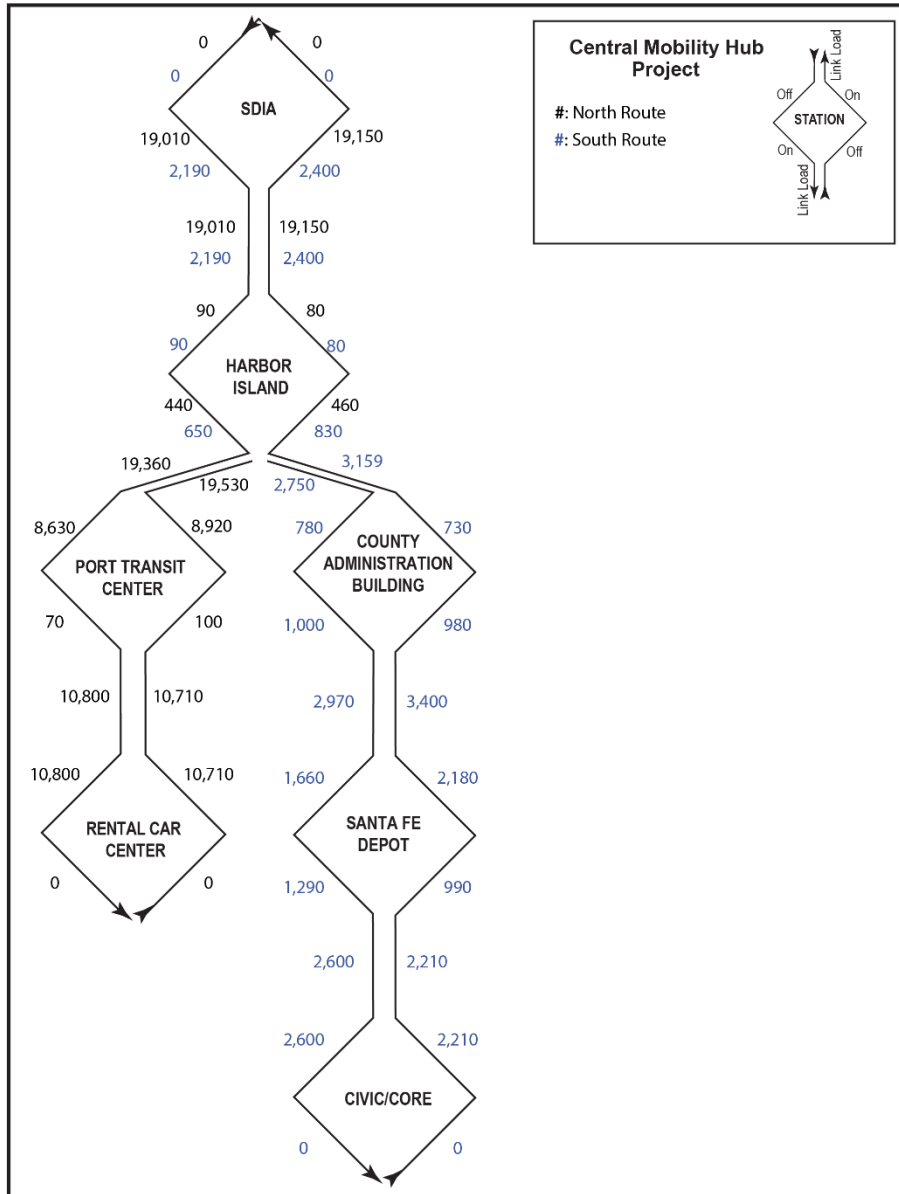 Central Mobility Hub
Project
#: North Route
#: South Route
Link Load
Off
On
STATION
On
Off
Link Load
0
0
0
0
SDIA
19,010
19,150
2,190
2,400
19,010
19,150
2,190
2,400
90
80
90
80
HARBOR
ISLAND
440
460
650
830
19,360
3,159
19,530
2,750
8,630
8,920
780
730
PORT TRANSIT
CENTER
COUNTY
ADMINISTRATION
BUILDING
70
100
1,000
980
10,800
10,710
2,970
3,400
10,800
10,710
1,660
2,180
RENTAL CAR
CENTER
SANTA FE
DEPOT
0
0
1,290
990
2,600
2,210
2,600
2,210
CIVIC/CORE
0
0